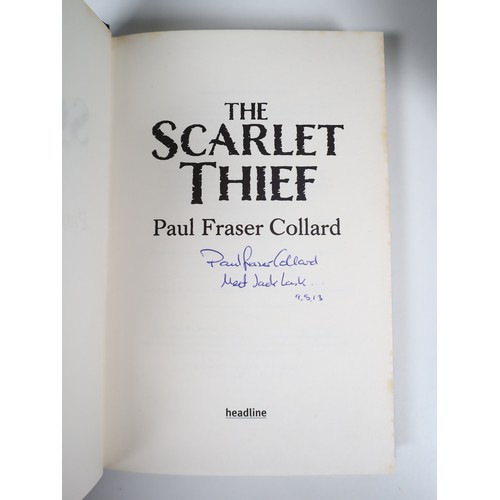 THE
SCARLET
THIEF
Paul Fraser Collard
Paul Fraser Collard
Meet Jack Lark...
9.5.13
headline